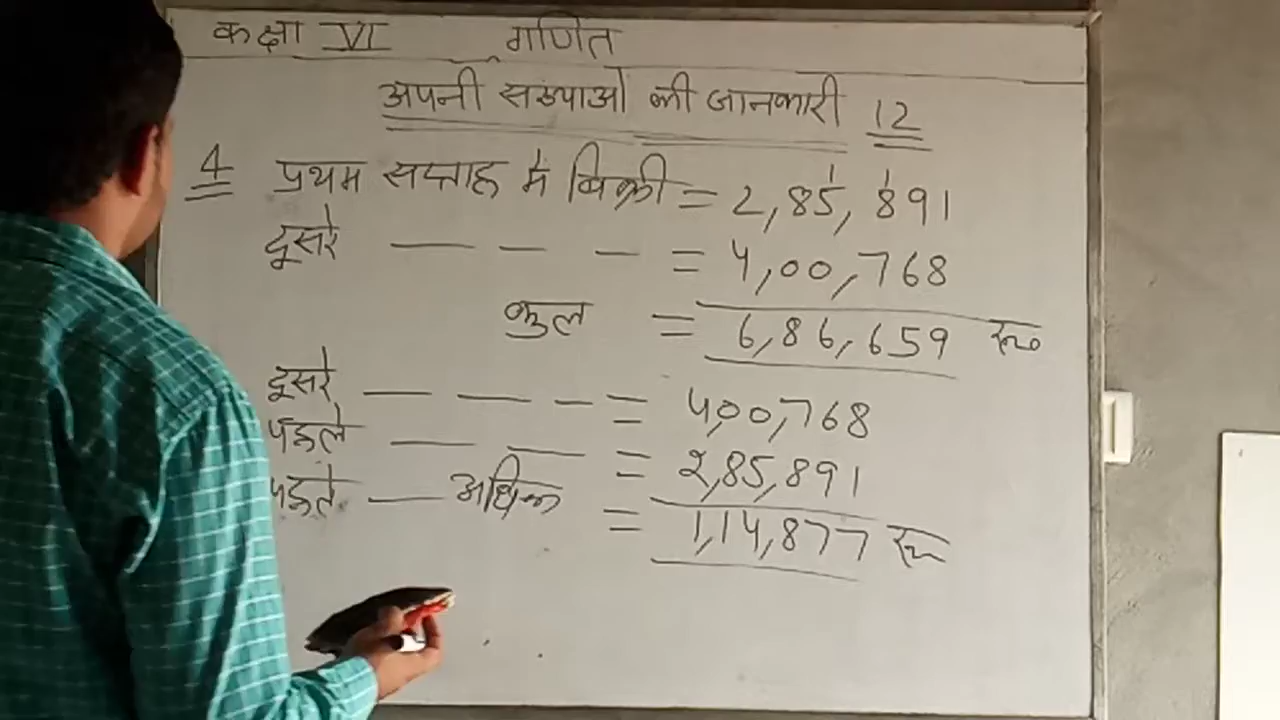 कक्षा VI गणित
अपनी संख्याओं की जानकारी 12
4 प्रथम सप्ताह में बिक्री = 2,85,891
दूसरे — — — = 4,00,768
कुल = 6,86,659 रू०
दूसरे — — — = 4,00,768
पहले — — = 2,85,891
पहले — अधिक = 1,14,877 रू